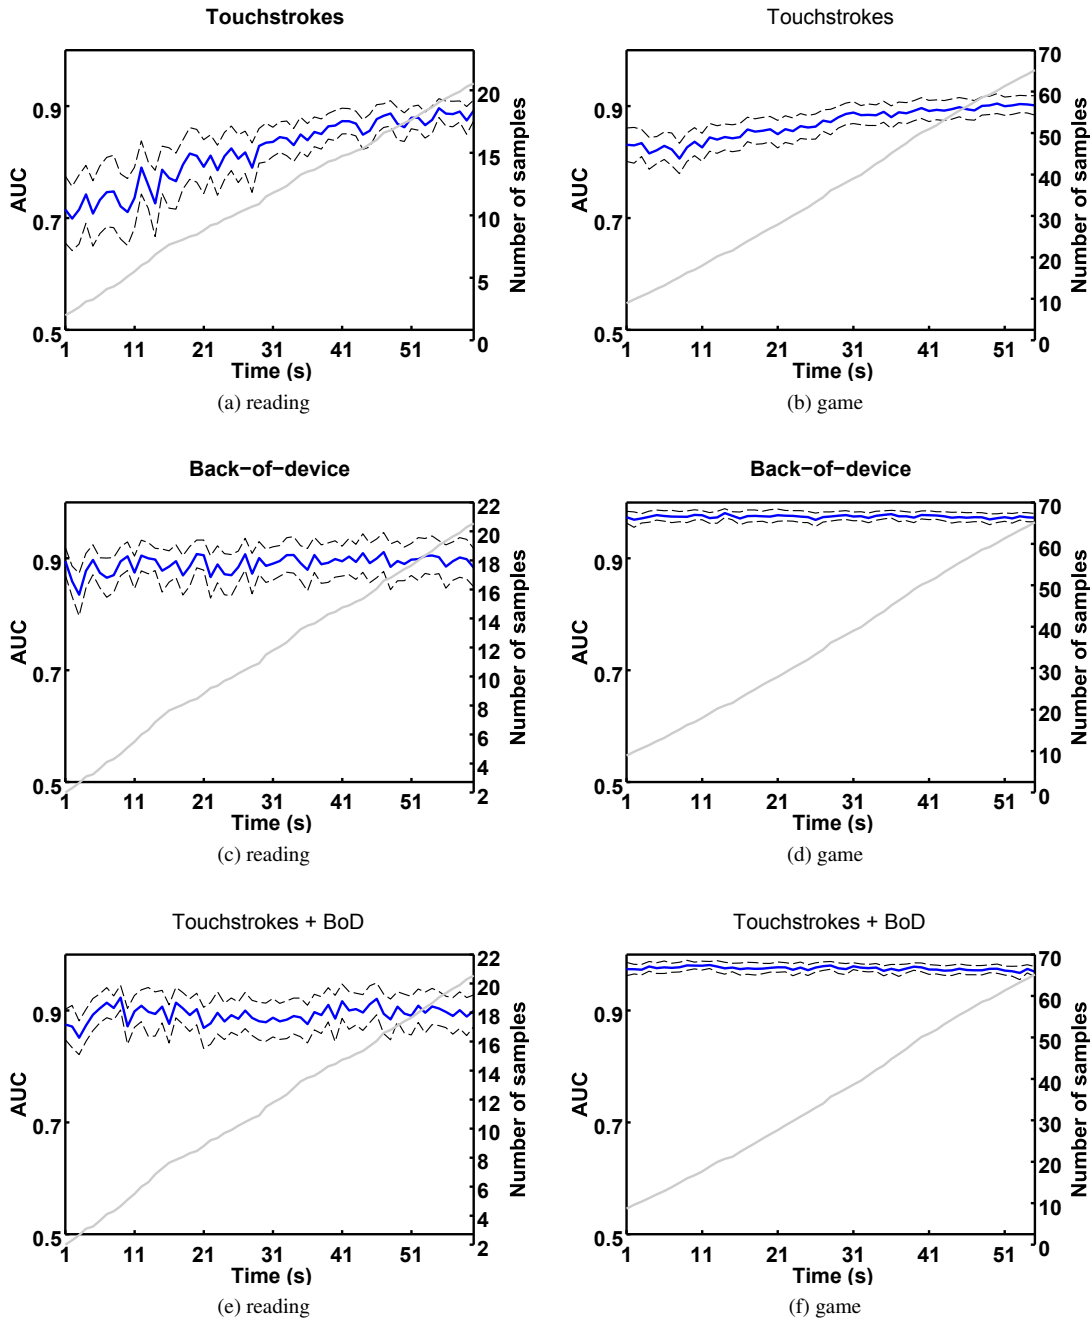 Touchstrokes
AUC
0.9
0.7
0.5
1 11 21 31 41 51
Time (s)
20
15
10
5
0
Number of samples
(a) reading
Touchstrokes
AUC
0.9
0.7
0.5
1 11 21 31 41 51
Time (s)
70
60
50
40
30
20
10
0
Number of samples
(b) game
Back−of−device
AUC
0.9
0.7
0.5
1 11 21 31 41 51
Time (s)
22
20
18
16
14
12
10
8
6
4
2
Number of samples
(c) reading
Back−of−device
AUC
0.9
0.7
0.5
1 11 21 31 41 51
Time (s)
70
60
50
40
30
20
10
0
Number of samples
(d) game
Touchstrokes + BoD
AUC
0.9
0.7
0.5
1 11 21 31 41 51
Time (s)
22
20
18
16
14
12
10
8
6
4
2
Number of samples
(e) reading
Touchstrokes + BoD
AUC
0.9
0.7
0.5
1 11 21 31 41 51
Time (s)
70
60
50
40
30
20
10
0
Number of samples
(f) game